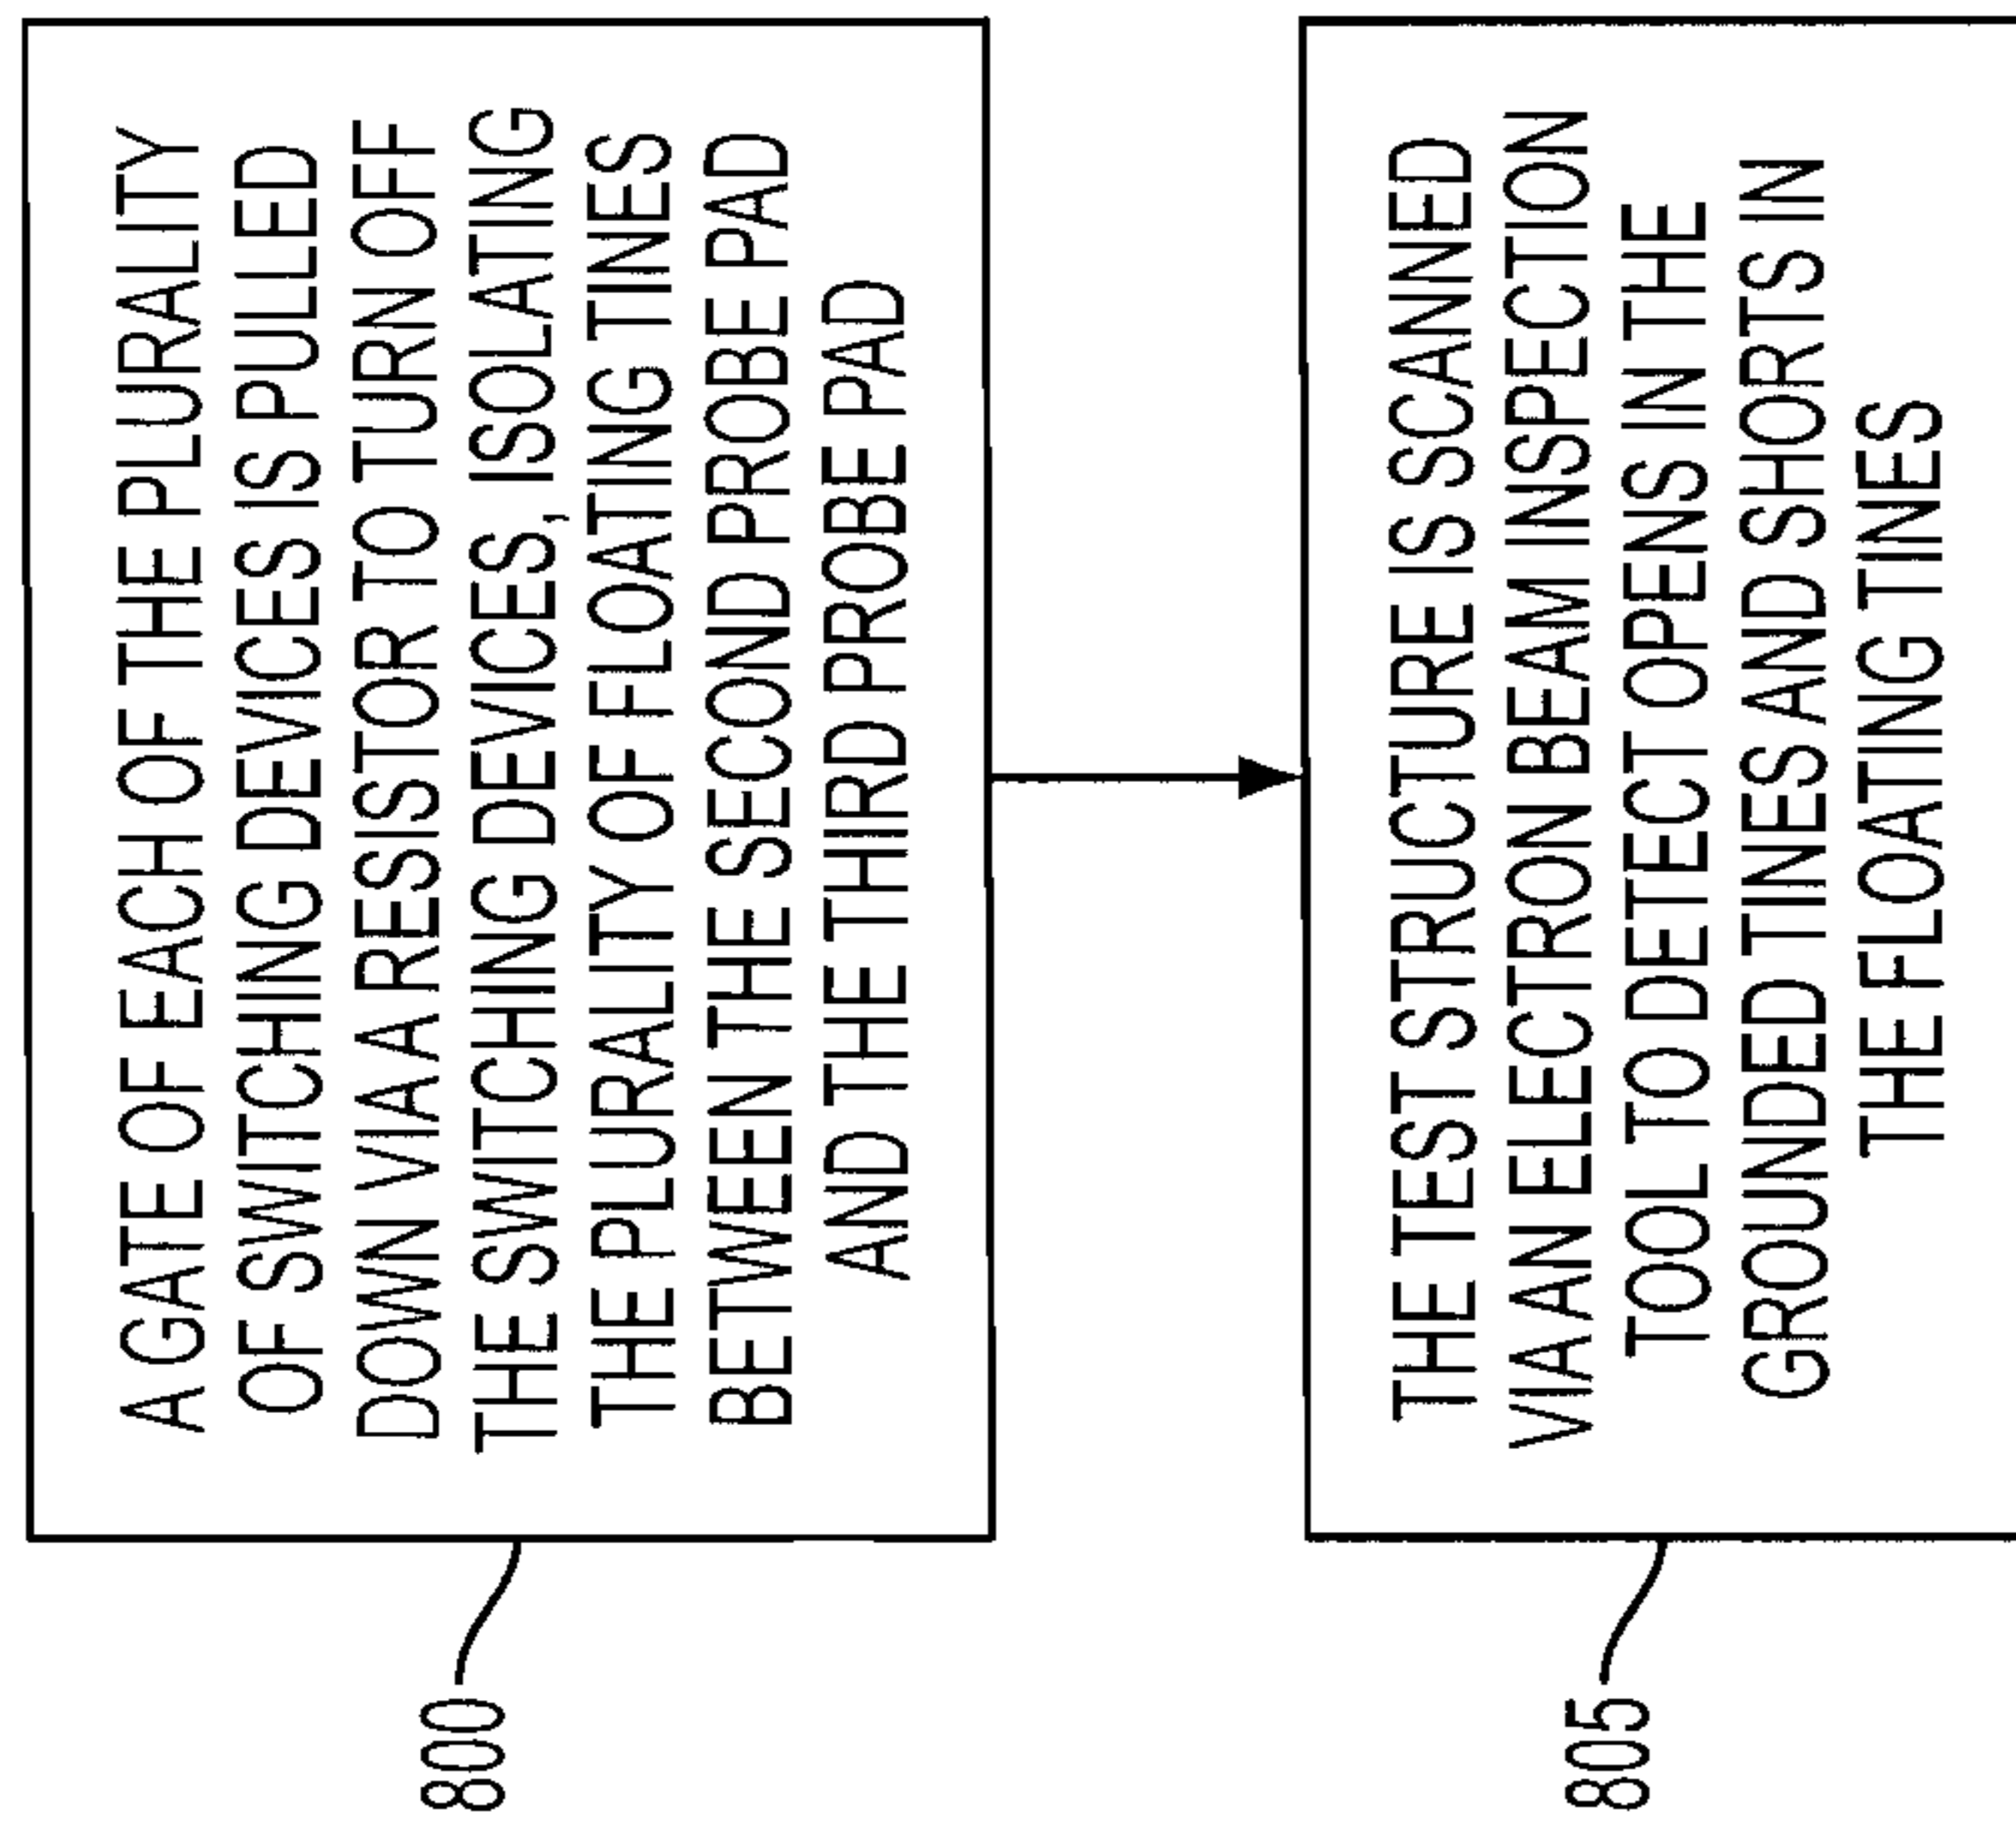 A GATE OF EACH OF THE PLURALITY
OF SWITCHING DEVICES IS PULLED
DOWN VIA A RESISTOR TO TURN OFF
THE SWITCHING DEVICES, ISOLATING
THE PLURALITY OF FLOATING TINES
BETWEEN THE SECOND PROBE PAD
AND THE THIRD PROBE PAD
800
THE TEST STRUCTURE IS SCANNED
VIA AN ELECTRON BEAM INSPECTION
TOOL TO DETECT OPENS IN THE
GROUNDED TINES AND SHORTS IN
THE FLOATING TINES
805